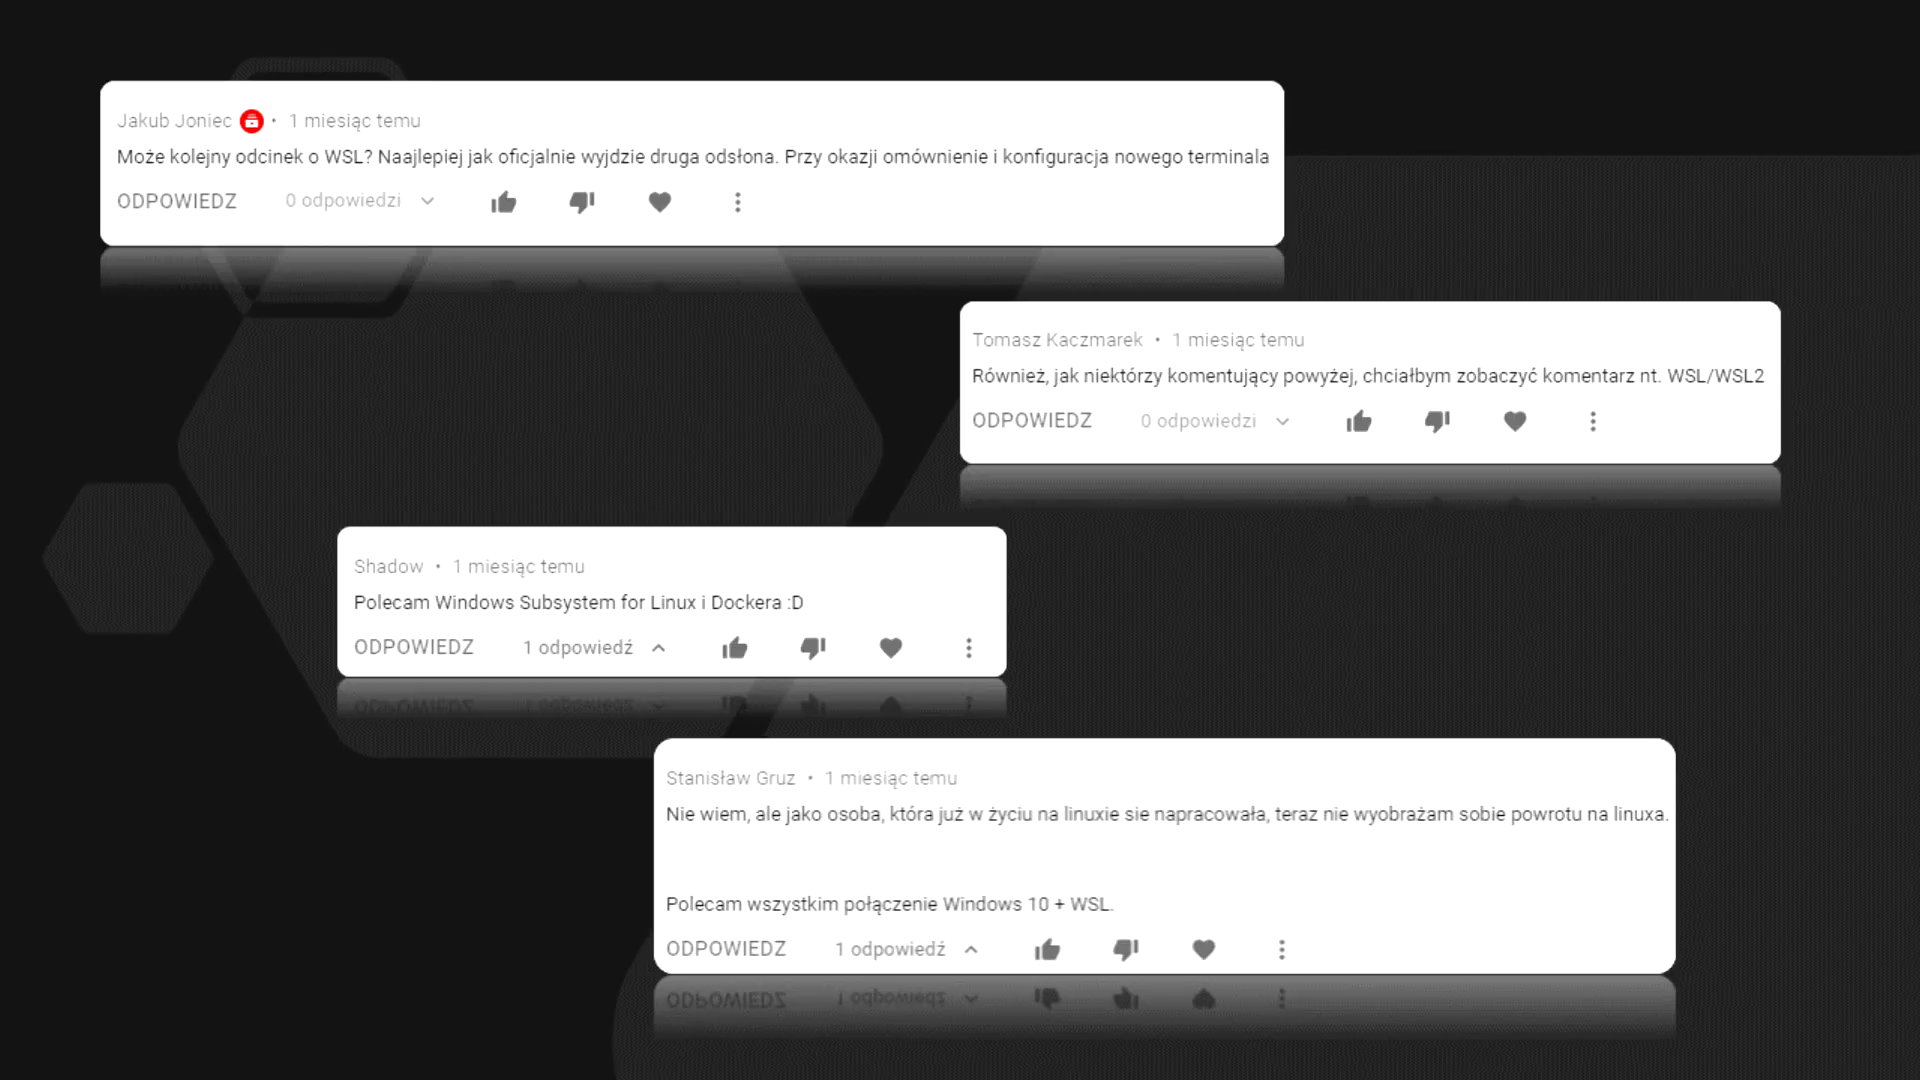 Jakub Joniec • 1 miesiąc temu
Może kolejny odcinek o WSL? Naajlepiej jak oficjalnie wyjdzie druga odsłona. Przy okazji omównienie i konfiguracja nowego terminala
ODPOWIEDZ 0 odpowiedzi
Tomasz Kaczmarek • 1 miesiąc temu
Również, jak niektórzy komentujący powyżej, chciałbym zobaczyć komentarz nt. WSL/WSL2
ODPOWIEDZ 0 odpowiedzi
Shadow • 1 miesiąc temu
Polecam Windows Subsystem for Linux i Dockera :D
ODPOWIEDZ 1 odpowiedź
Stanisław Gruz • 1 miesiąc temu
Nie wiem, ale jako osoba, która już w życiu na linuxie sie napracowała, teraz nie wyobrażam sobie powrotu na linuxa.
Polecam wszystkim połączenie Windows 10 + WSL.
ODPOWIEDZ 1 odpowiedź